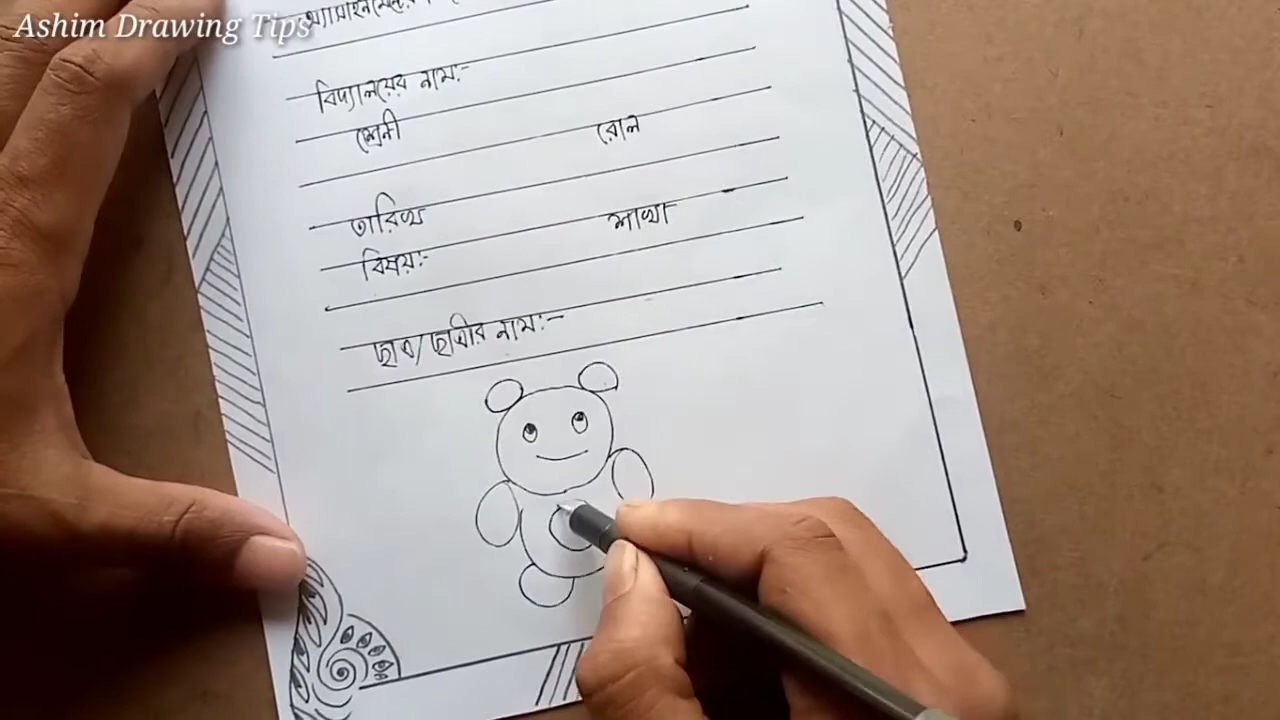 Ashim Drawing Tips
বিদ্যালয়ের নাম:-
শ্রেনী রোল
তারিখ শাখা
বিষয়:-
ছাত্র/ছাত্রীর নাম:-